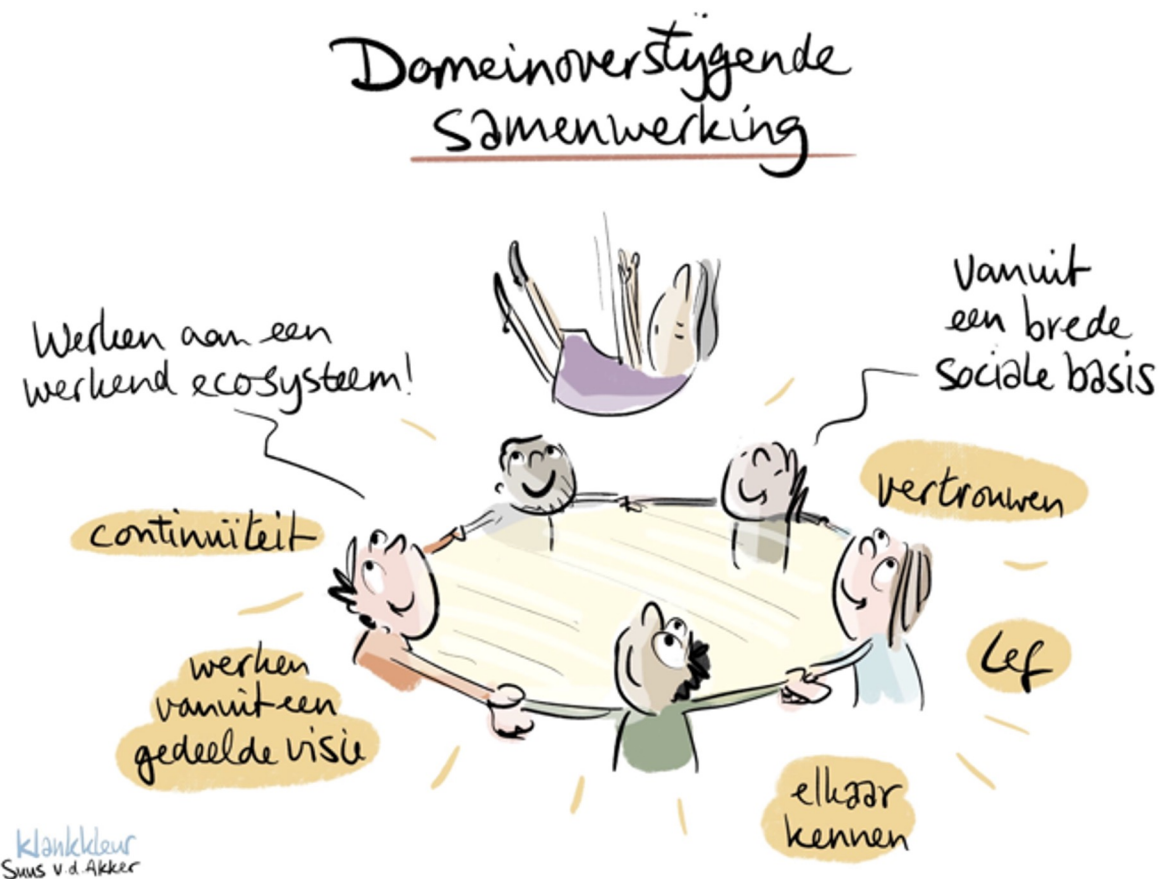 Domeinoverstijgende
samenwerking
Werken aan een
werkend ecosysteem!
vanuit
een brede
sociale basis
vertrouwen
continuïteit
Lef
werken
vanuit een
gedeelde visie
elkaar
kennen
klankkleur
Suus v.d. Akker